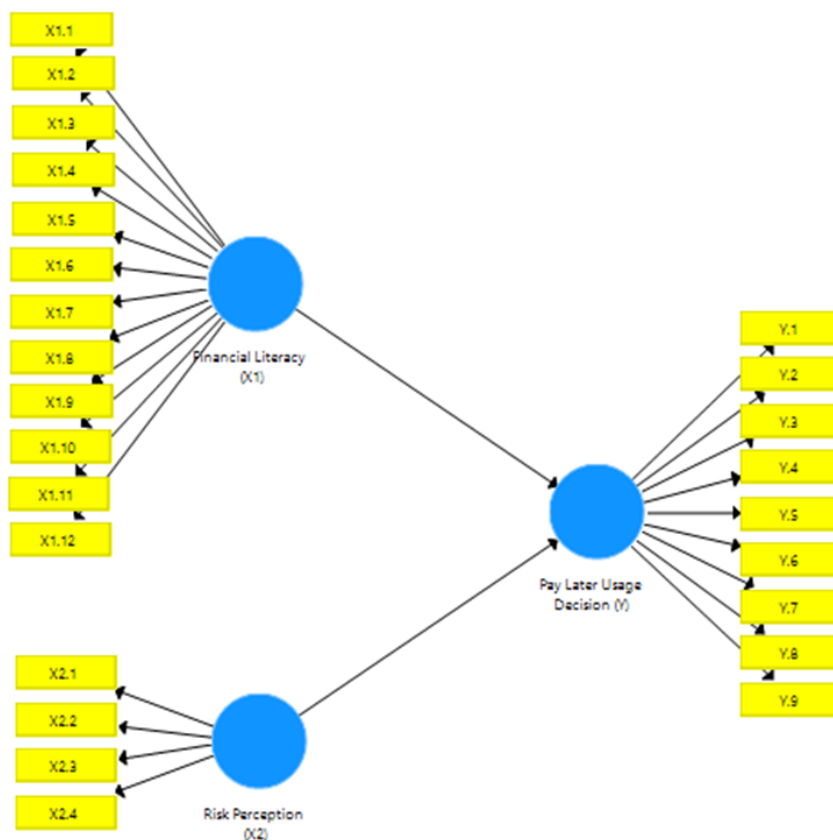 X1.1
X1.2
X1.3
X1.4
X1.5
X1.6
X1.7
X1.8
X1.9
X1.10
X1.11
X1.12
Financial Literacy
(X1)
X2.1
X2.2
X2.3
X2.4
Risk Perception
(X2)
Pay Later Usage
Decision (Y)
Y.1
Y.2
Y.3
Y.4
Y.5
Y.6
Y.7
Y.8
Y.9